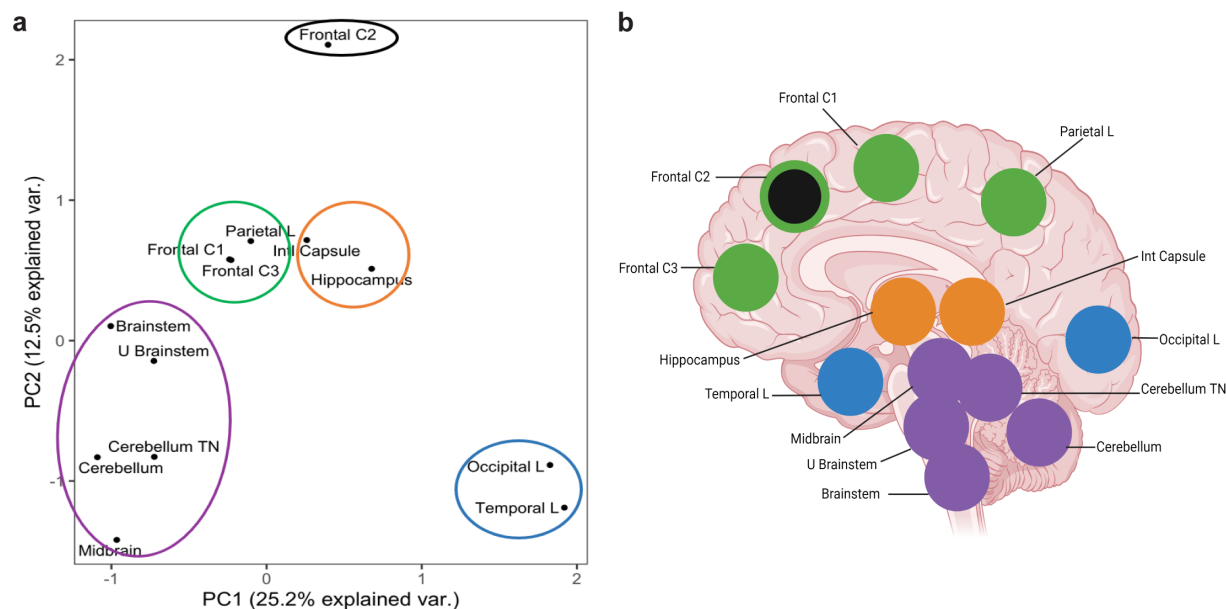 a
Frontal C2
2
1
Parietal L
Frontal C1
Intl Capsule
Frontal C3
Hippocampus
0
Brainstem
U Brainstem
Cerebellum TN
Cerebellum
Occipital L
-1
Temporal L
Midbrain
-1
0
1
2
PC1 (25.2% explained var.)
PC2 (12.5% explained var.)
b
Frontal C1
Parietal L
Frontal C2
Frontal C3
Int Capsule
Hippocampus
Occipital L
Temporal L
Cerebellum TN
Midbrain
Cerebellum
U Brainstem
Brainstem